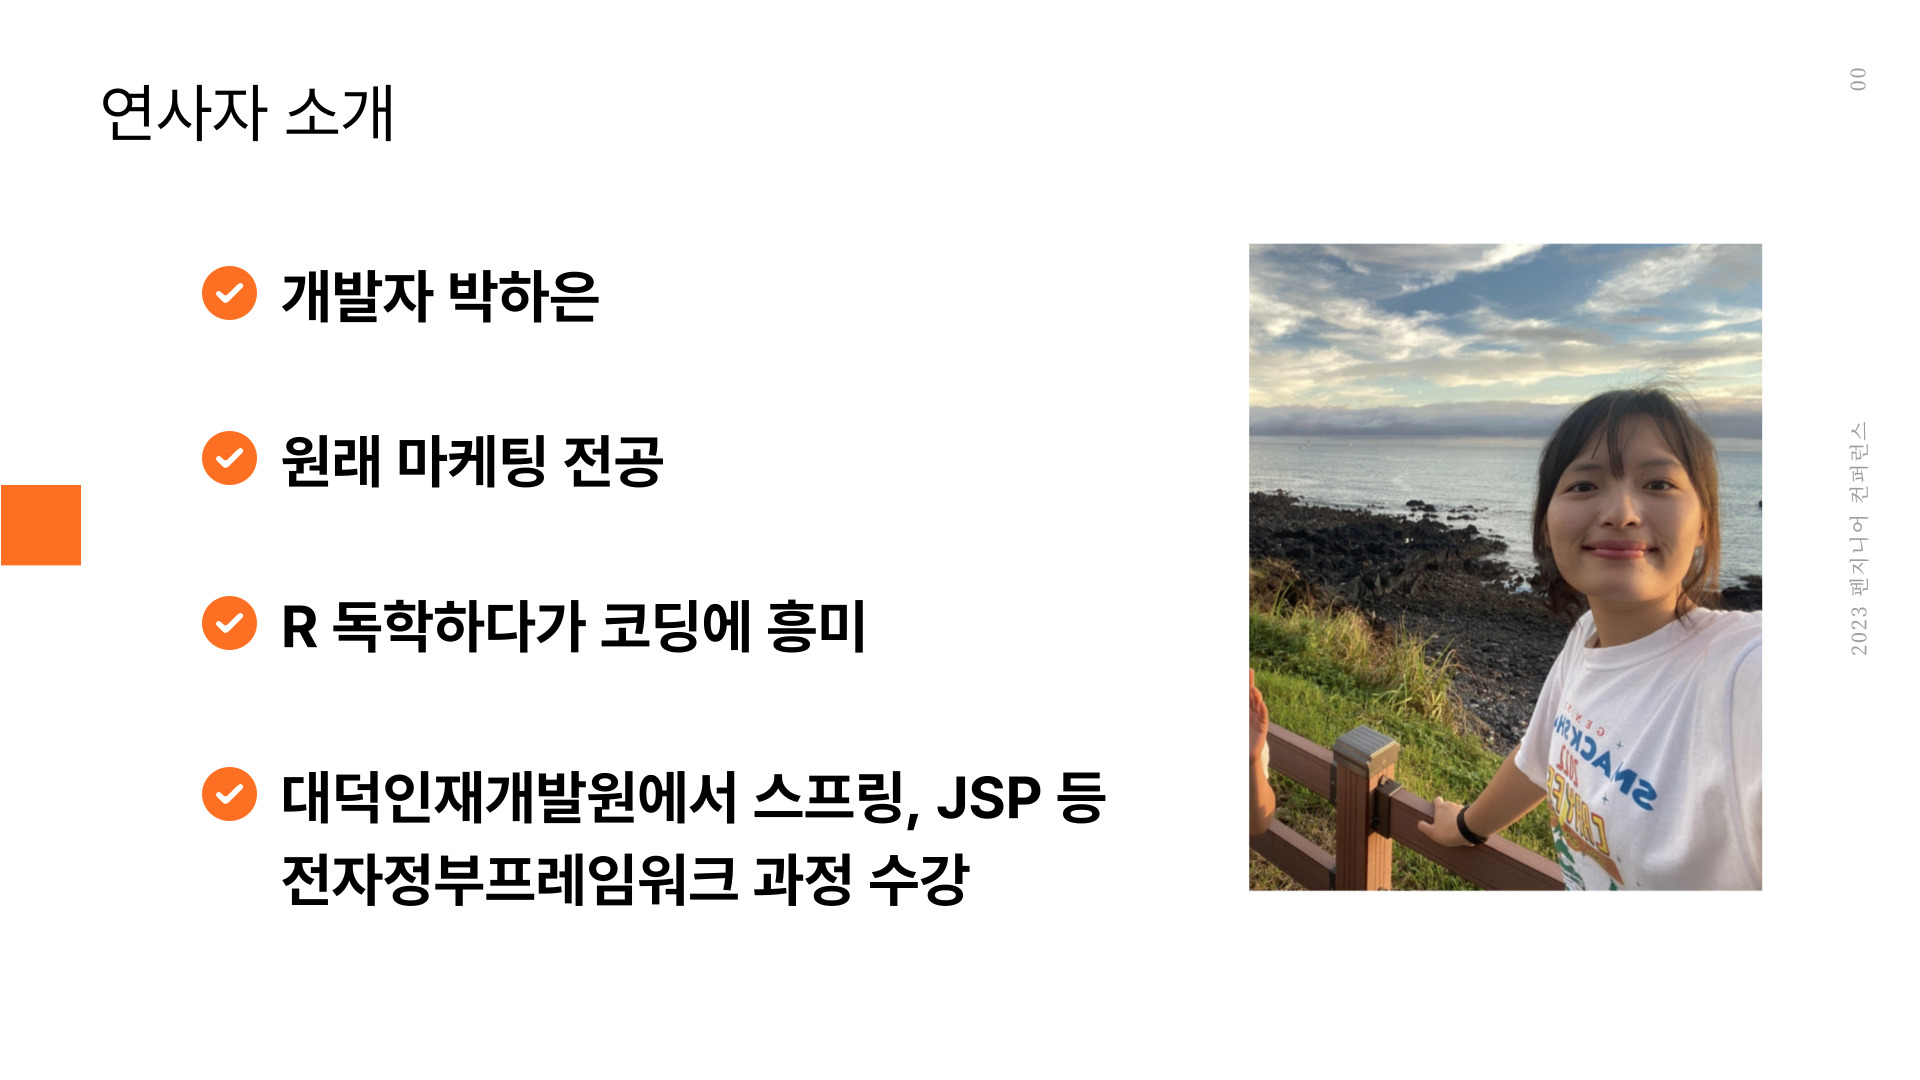 연사자 소개
개발자 박하은
원래 마케팅 전공
R 독학하다가 코딩에 흥미
대덕인재개발원에서 스프링, JSP 등
전자정부프레임워크 과정 수강
00
2023 펜지니어 컨퍼런스
SNACKSHA
2022